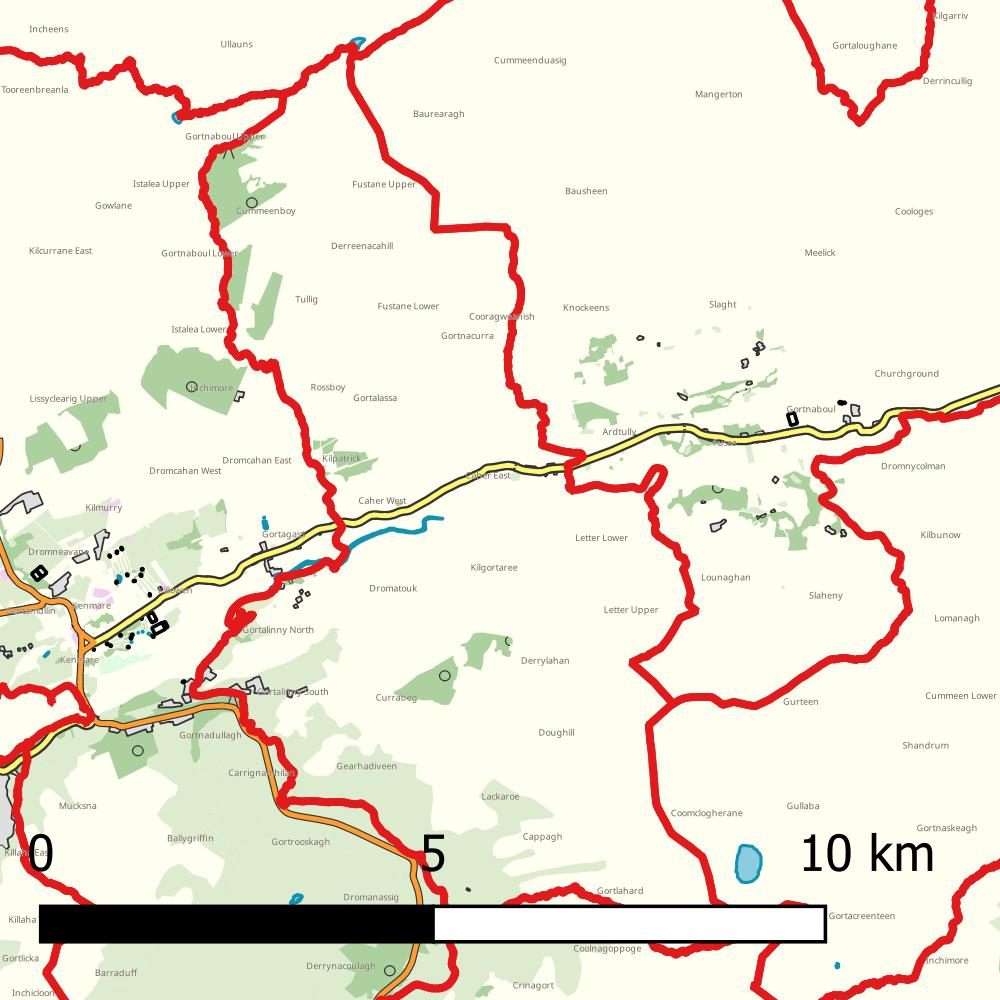 Incheens
Ullauns
Kilgarriv
Gortaloughane
Cummeenduasig
Derrincullig
Tooreenbreanla
Mangerton
Baurearagh
Gortnaboul Upper
Istalea Upper
Fustane Upper
Bausheen
Gowlane
Cummeenboy
Coologes
Derreenacahill
Kilcurrane East
Gortnaboul Lower
Meelick
Tullig
Fustane Lower
Knockeens
Slaght
Cooragweanish
Istalea Lower
Gortnacurra
Churchground
Inchimore
Rossboy
Lissyclearig Upper
Gortalassa
Gortnaboul
Ardtully
Dromcahan East
Kilpatrick
Dromcahan West
Caher East
Dromnycolman
Caher West
Kilmurry
Gortagass
Letter Lower
Kilbunow
Dromneavane
Kilgortaree
Lounaghan
Dromatouk
Slaheny
Kenmare
Letter Upper
Lomanagh
Gortalinny North
Kenmare
Derrylahan
Gortalinny South
Currabeg
Gurteen
Cummeen Lower
Gortnadullagh
Doughill
Shandrum
Gearhadiveen
Mucksna
Lackaroe
Gullaba
Coomclogherane
Ballygriffin
Gortrooskagh
Cappagh
Gortnaskeagh
0 5 10 km
Gortlahard
Dromanassig
Killaha
Gortacreenteen
Coolnagoppoge
Gortlicka
Inchimore
Barraduff
Derrynacoulagh
Crinagort
Inchicloon